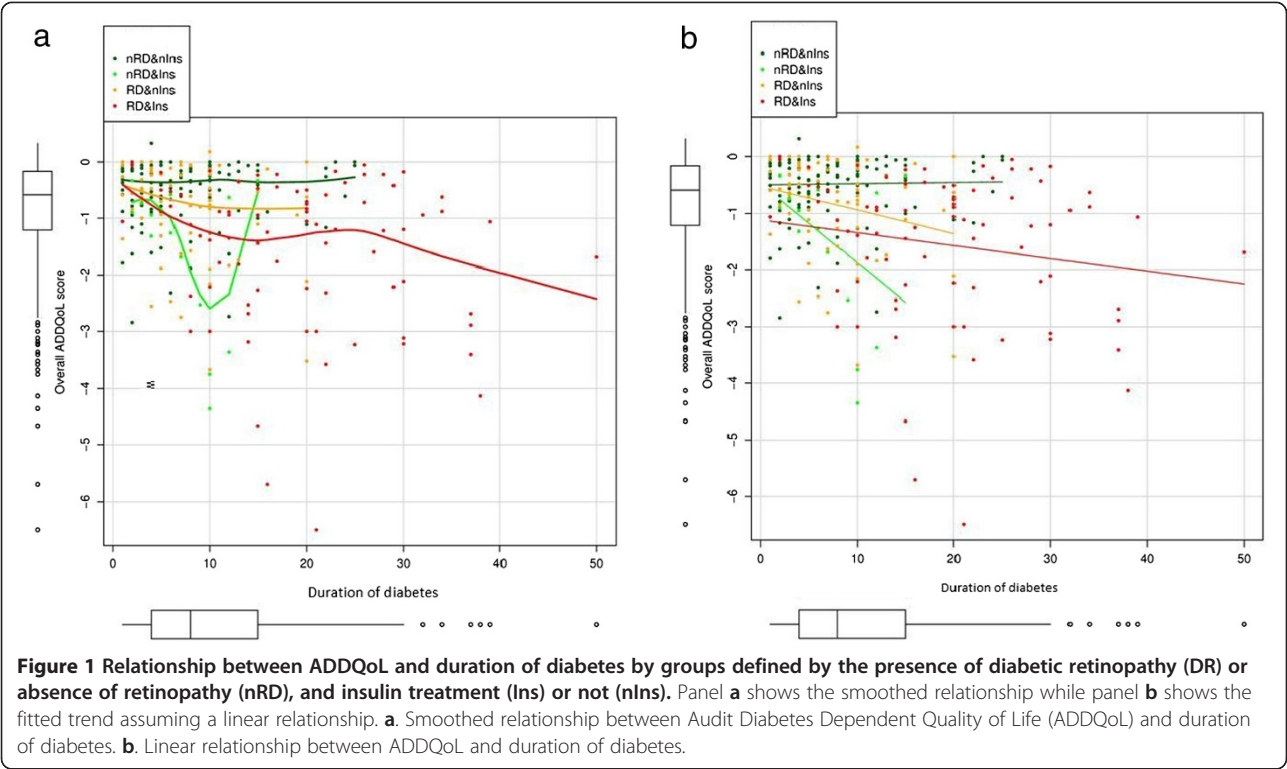 a
nRD&nIns
nRD&Ins
RD&nIns
RD&Ins
0
-1
-2
-3
-4
-5
-6
Overall ADDQoL score
0 10 20 30 40 50
Duration of diabetes
b
nRD&nIns
nRD&Ins
RD&nIns
RD&Ins
0
-1
-2
-3
-4
-5
-6
Overall ADDQoL score
0 10 20 30 40 50
Duration of diabetes
Figure 1 Relationship between ADDQoL and duration of diabetes by groups defined by the presence of diabetic retinopathy (DR) or
absence of retinopathy (nRD), and insulin treatment (Ins) or not (nIns). Panel a shows the smoothed relationship while panel b shows the
fitted trend assuming a linear relationship. a. Smoothed relationship between Audit Diabetes Dependent Quality of Life (ADDQoL) and duration
of diabetes. b. Linear relationship between ADDQoL and duration of diabetes.